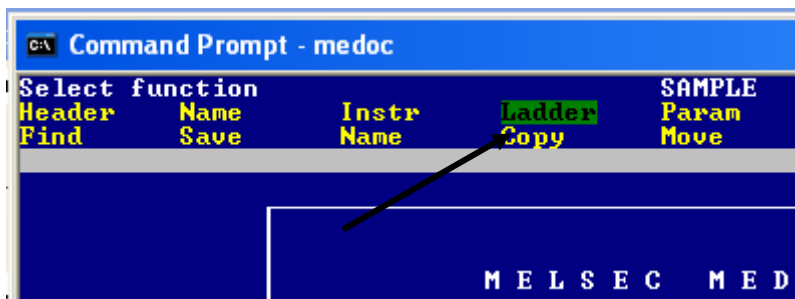 Command Prompt - medoc
Select function SAMPLE
Header Name Instr Ladder Param
Find Save Name Copy Move
M E L S E C M E D